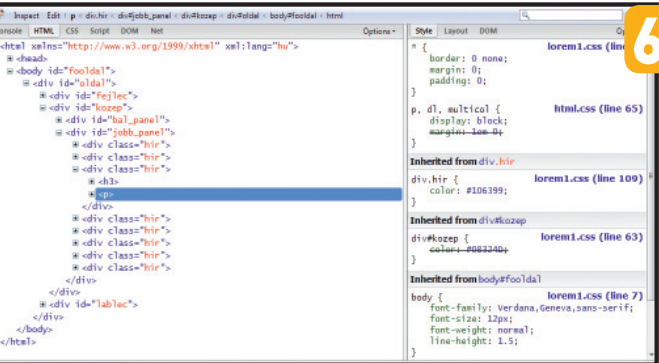 Inspect Edit | p < div.hir < div#jobb_panel < div#kozep < div#oldal < body#fooldal < html
onsole HTML CSS Script DOM Net Options
<html xmlns="http://www.w3.org/1999/xhtml" xml:lang="hu">
<head>
<body id="fooldal">
<div id="oldal">
<div id="fejlec">
<div id="kozep">
<div id="bal_panel">
<div id="jobb_panel">
<div class="hir">
<div class="hir">
<div class="hir">
<h3>
<p>
</div>
<div class="hir">
<div class="hir">
<div class="hir">
<div class="hir">
<div class="hir">
</div>
</div>
<div id="lablec">
</div>
</body>
</html>
Style Layout DOM
* { lorem1.css (line
border: 0 none;
margin: 0;
padding: 0;
}
p, dl, multicol { html.css (line 65)
display: block;
margin: 1em 0;
}
Inherited from div.hir
div.hir { lorem1.css (line 109)
color: #106399;
}
Inherited from div#kozep
div#kozep { lorem1.css (line 63)
color: #08324D;
}
Inherited from body#fooldal
body { lorem1.css (line 7)
font-family: Verdana,Geneva,sans-serif;
font-size: 12px;
font-weight: normal;
line-height: 1.5;
}
6